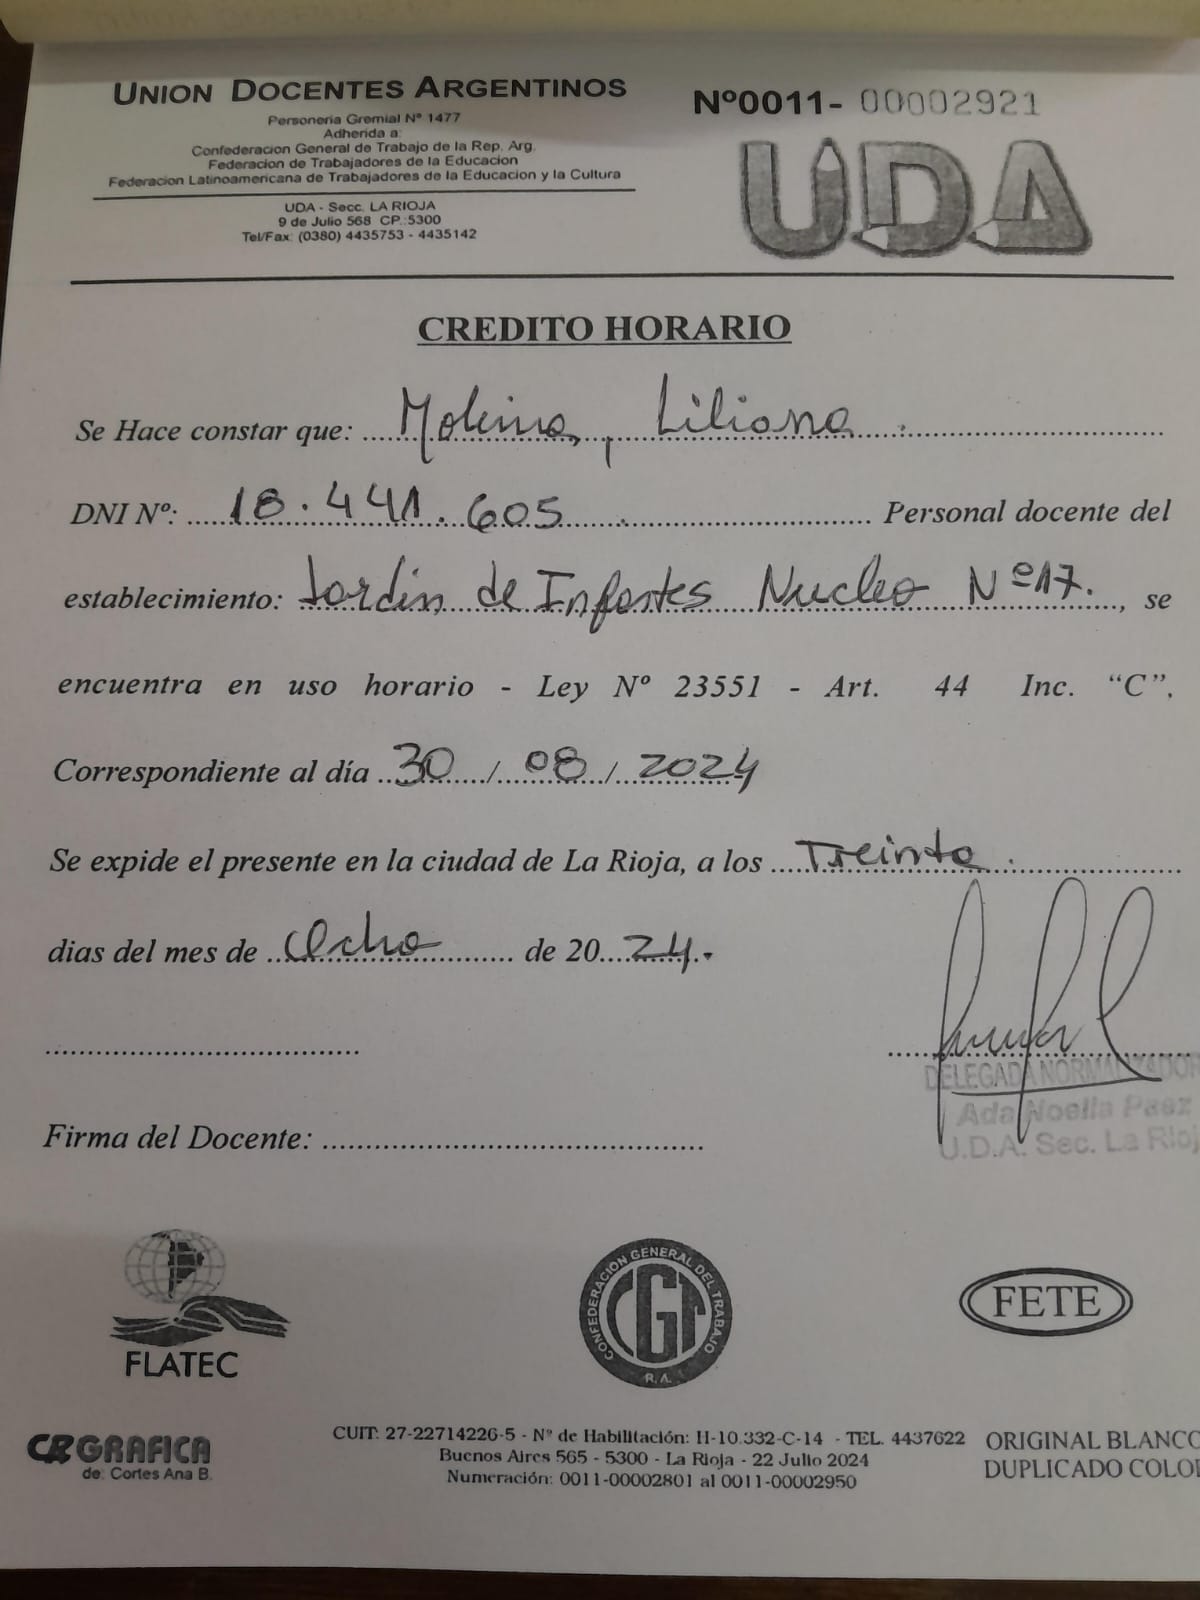 UNION DOCENTES ARGENTINOS
Personeria Gremial Nº 1477
Adherida a:
Confederacion General de Trabajo de la Rep. Arg.
Federacion de Trabajadores de la Educacion
Federacion Latinoamericana de Trabajadores de la Educacion y la Cultura
UDA - Secc. LA RIOJA
9 de Julio 568 CP.:5300
Tel/Fax: (0380) 4435753 - 4435142
Nº0011- 00002921
UDA
CREDITO HORARIO
Se Hace constar que: Molina, Liliana
DNI Nº: 18.441.605 Personal docente del
establecimiento: Jardín de Infantes Nucleo Nº 17., se
encuentra en uso horario - Ley Nº 23551 - Art. 44 Inc. “C”,
Correspondiente al día 30 / 08 / 2024
Se expide el presente en la ciudad de La Rioja, a los Treinta
dias del mes de Ocho de 2024.
DELEGADA NORMALIZADOR
Ada Noelia Paez
U.D.A. Sec. La Rioj
Firma del Docente:
FLATEC
CONFEDERACION GENERAL DEL TRABAJO
CGT
R.A.
FETE
CR GRAFICA
de: Cortes Ana B.
CUIT: 27-22714226-5 - Nº de Habilitación: H-10.332-C-14 - TEL. 4437622
Buenos Aires 565 - 5300 - La Rioja - 22 Julio 2024
Numeración: 0011-00002801 al 0011-00002950
ORIGINAL BLANCO
DUPLICADO COLOR